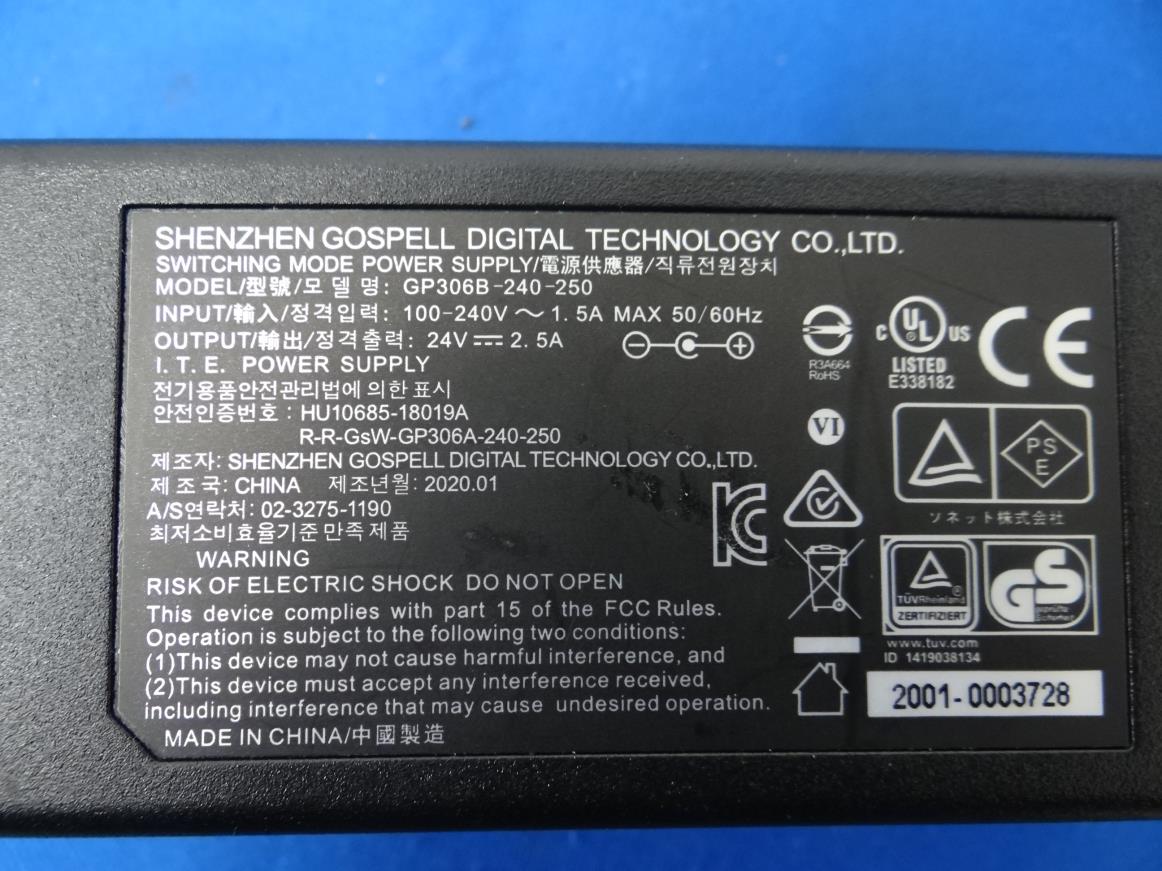 SHENZHEN GOSPELL DIGITAL TECHNOLOGY CO.,LTD.
SWITCHING MODE POWER SUPPLY/電源供應器/직류전원장치
MODEL/型號/모델명: GP306B-240-250
INPUT/輸入/정격입력: 100-240V ~ 1.5A MAX 50/60Hz
OUTPUT/輸出/정격출력: 24V⎓2.5A
I.T.E. POWER SUPPLY
전기용품안전관리법에 의한 표시
안전인증번호: HU10685-18019A
R-R-GsW-GP306A-240-250
제조자: SHENZHEN GOSPELL DIGITAL TECHNOLOGY CO.,LTD.
제조국: CHINA 제조년월: 2020.01
A/S연락처: 02-3275-1190
최저소비효율기준 만족 제품
WARNING
RISK OF ELECTRIC SHOCK DO NOT OPEN
This device complies with part 15 of the FCC Rules.
Operation is subject to the following two conditions:
(1)This device may not cause harmful interference, and
(2)This device must accept any interference received,
including interference that may cause undesired operation.
MADE IN CHINA/中國製造
R3A664
RoHS
VI
C UL US
LISTED
E338182
CE
PS
E
ソネット株式会社
KC
TÜVRheinland
ZERTIFIZIERT
GS
geprüfte
Sicherheit
www.tuv.com
ID 1419038134
2001-0003728